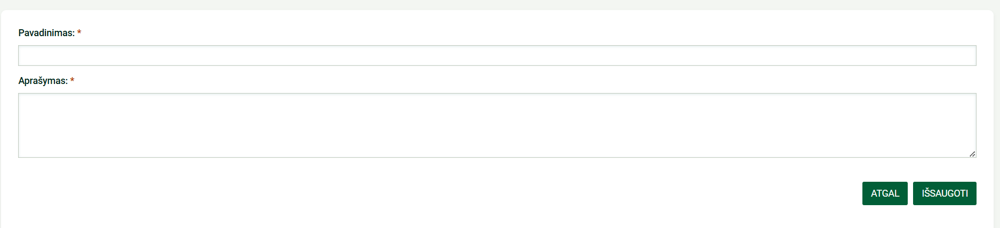 Pavadinimas: *
Aprašymas: *
ATGAL IŠSAUGOTI